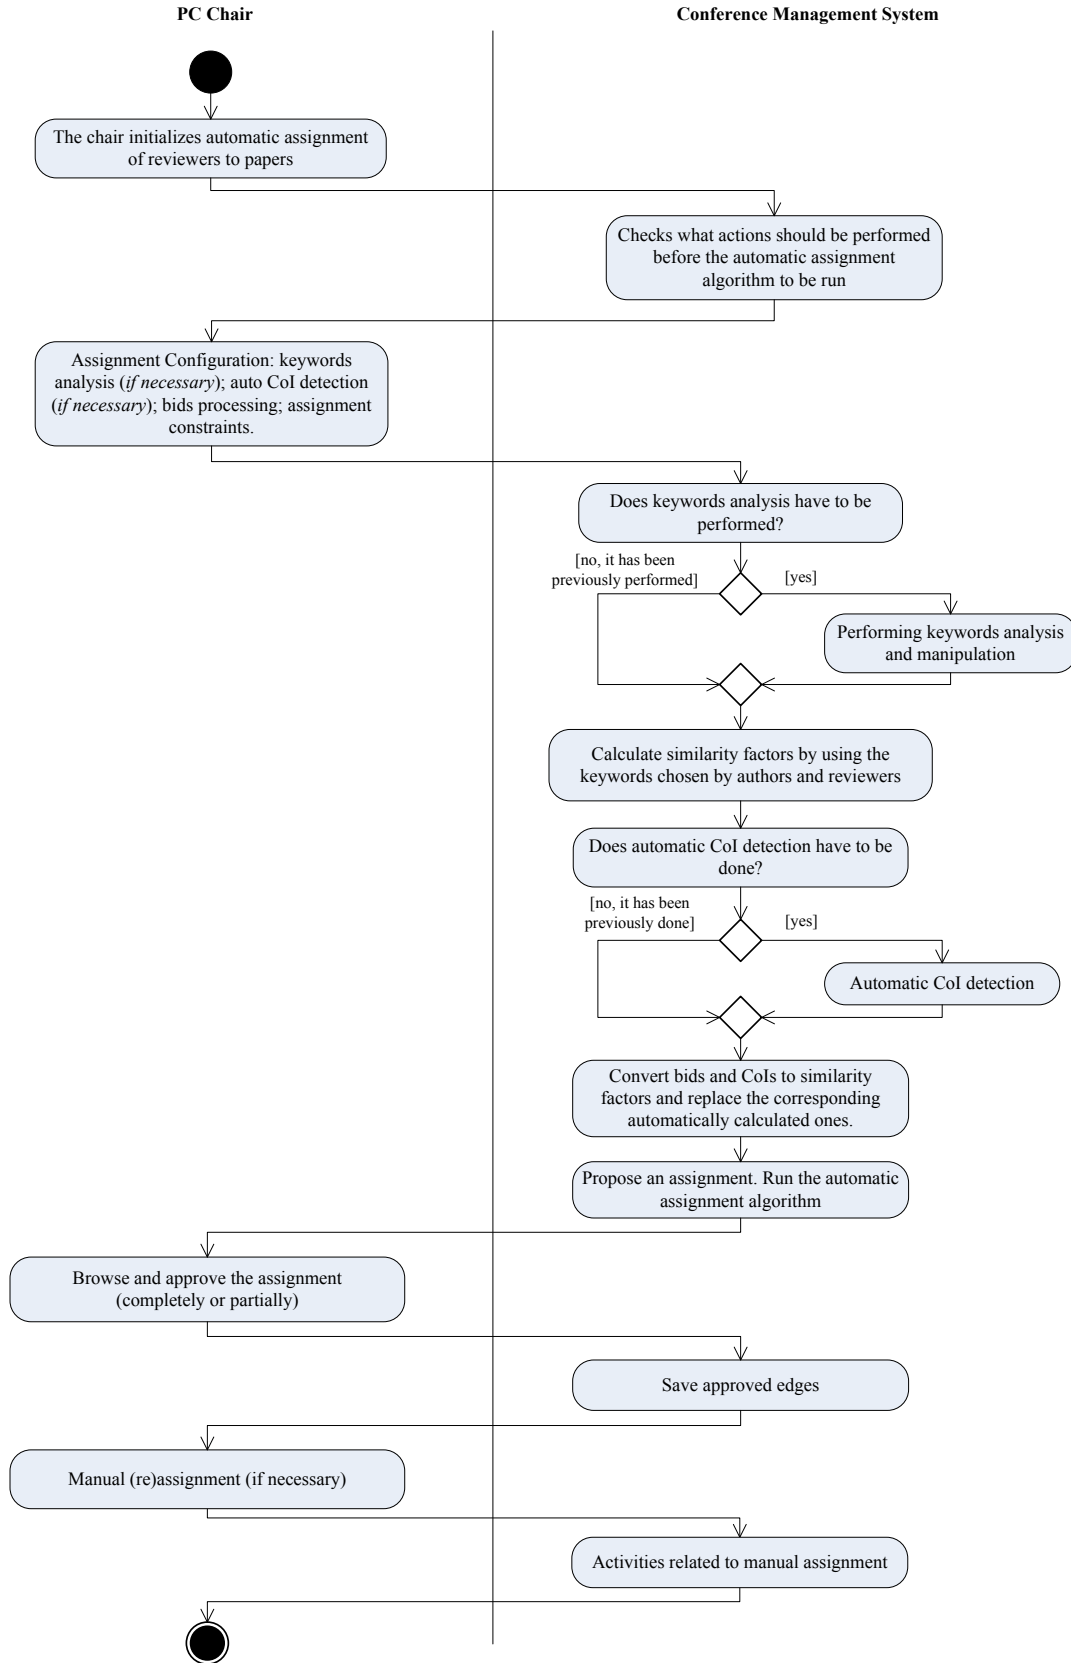 PC Chair
Conference Management System
The chair initializes automatic assignment
of reviewers to papers
Checks what actions should be performed
before the automatic assignment
algorithm to be run
Assignment Configuration: keywords
analysis (if necessary); auto CoI detection
(if necessary); bids processing; assignment
constraints.
Does keywords analysis have to be
performed?
[no, it has been
previously performed]
[yes]
Performing keywords analysis
and manipulation
Calculate similarity factors by using the
keywords chosen by authors and reviewers
Does automatic CoI detection have to be
done?
[no, it has been
previously done]
[yes]
Automatic CoI detection
Convert bids and CoIs to similarity
factors and replace the corresponding
automatically calculated ones.
Propose an assignment. Run the automatic
assignment algorithm
Browse and approve the assignment
(completely or partially)
Save approved edges
Manual (re)assignment (if necessary)
Activities related to manual assignment